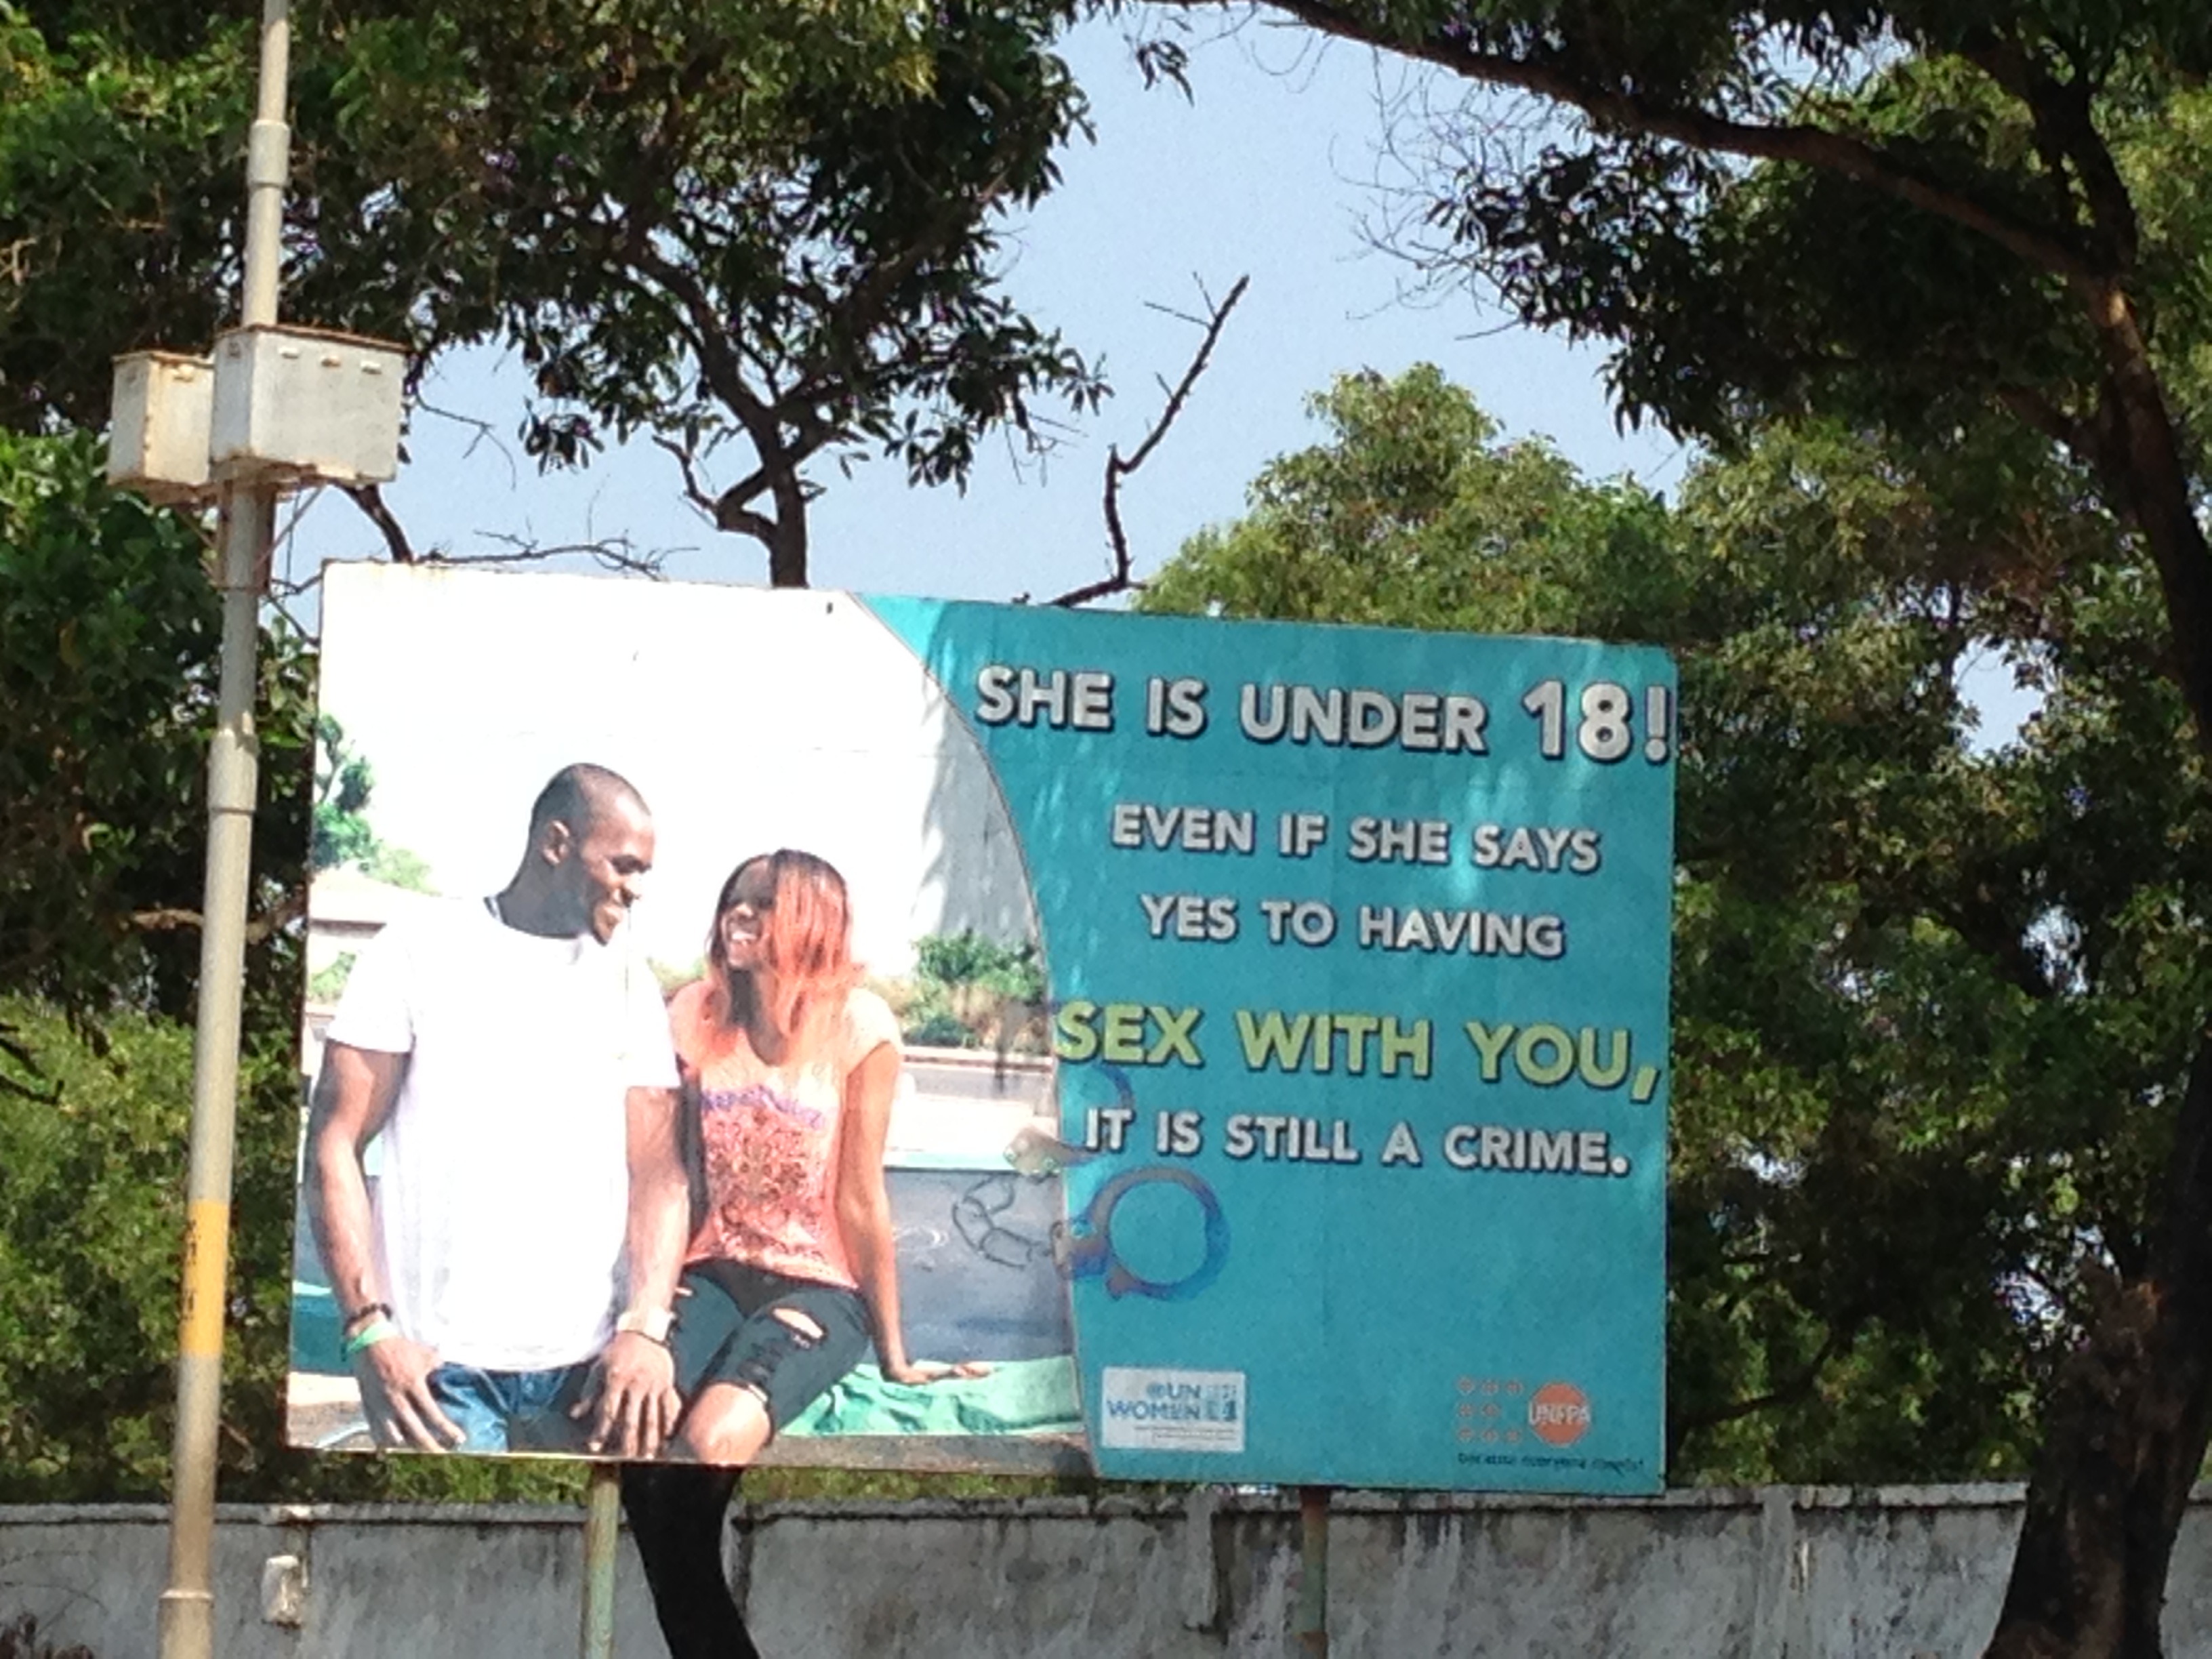 SHE IS UNDER 18!
EVEN IF SHE SAYS
YES TO HAVING
SEX WITH YOU,
IT IS STILL A CRIME.
UN
WOMEN
UNFPA